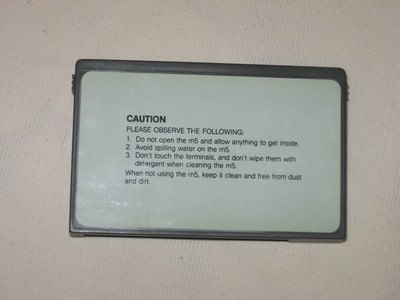 CAUTION
PLEASE OBSERVE THE FOLLOWING:
1. Do not open the m5 and allow anything to get inside.
2. Avoid spilling water on the m5.
3. Don't touch the terminals, and don't wipe them with
detergent when cleaning the m5.
When not using the m5, keep it clean and free from dust
and dirt.